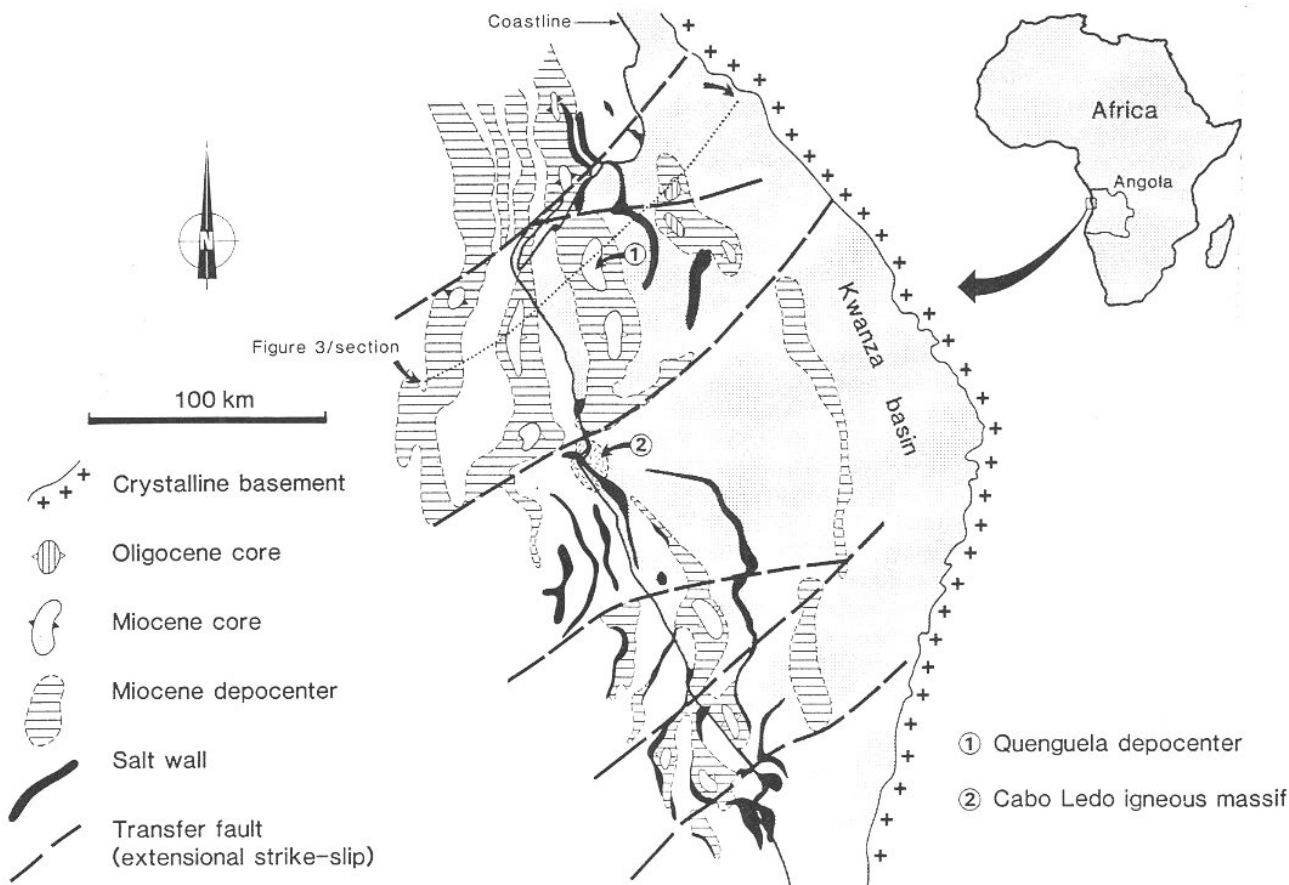 Coastline
Africa
Angola
N
①
Kwanza
basin
Figure 3/section
100 km
②
Crystalline basement
Oligocene core
Miocene core
Miocene depocenter
Salt wall
Transfer fault
(extensional strike-slip)
① Quenguela depocenter
② Cabo Ledo igneous massif